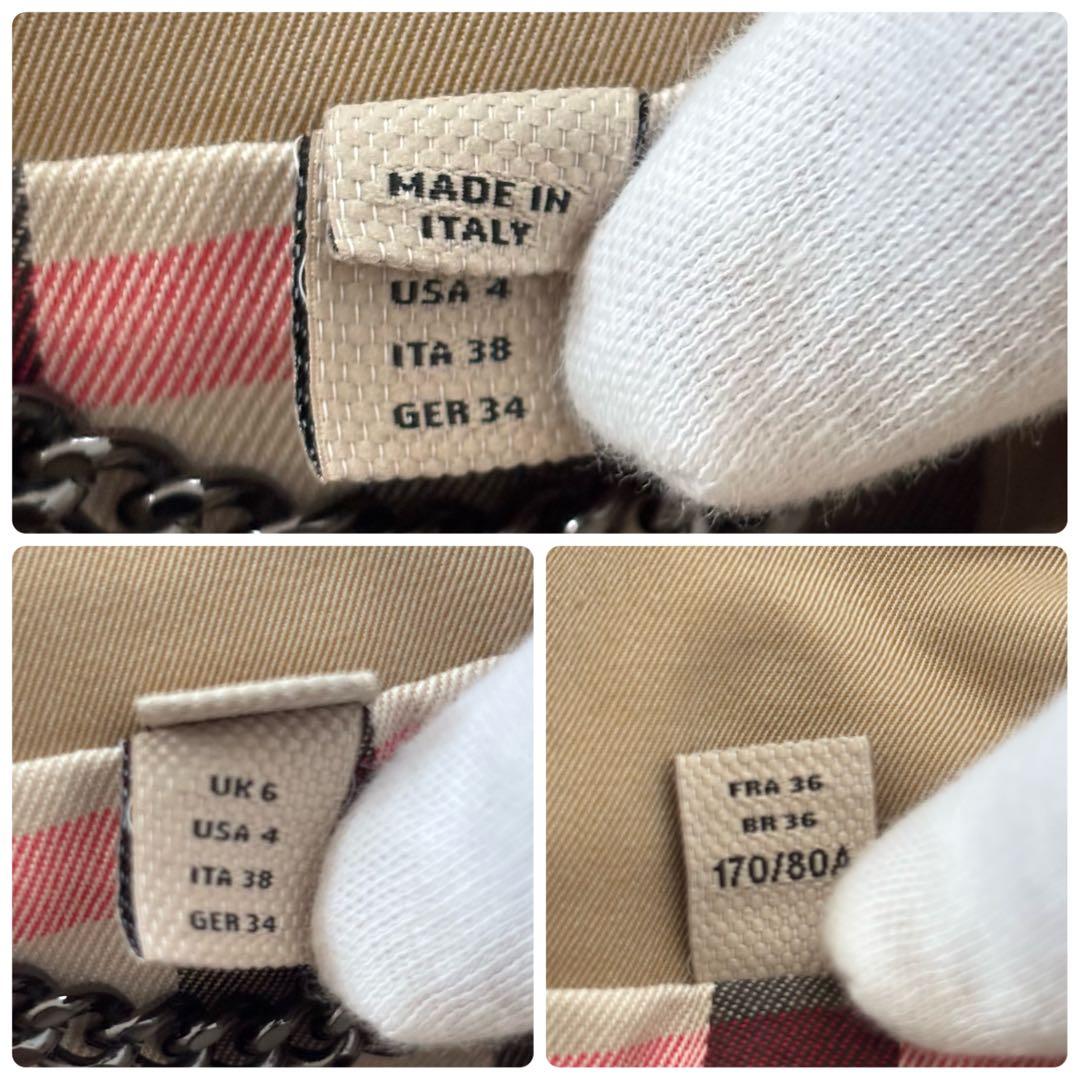 MADE IN
ITALY
USA 4
ITA 38
GER 34
UK 6
USA 4
ITA 38
GER 34
FRA 36
BR 36
170/80A